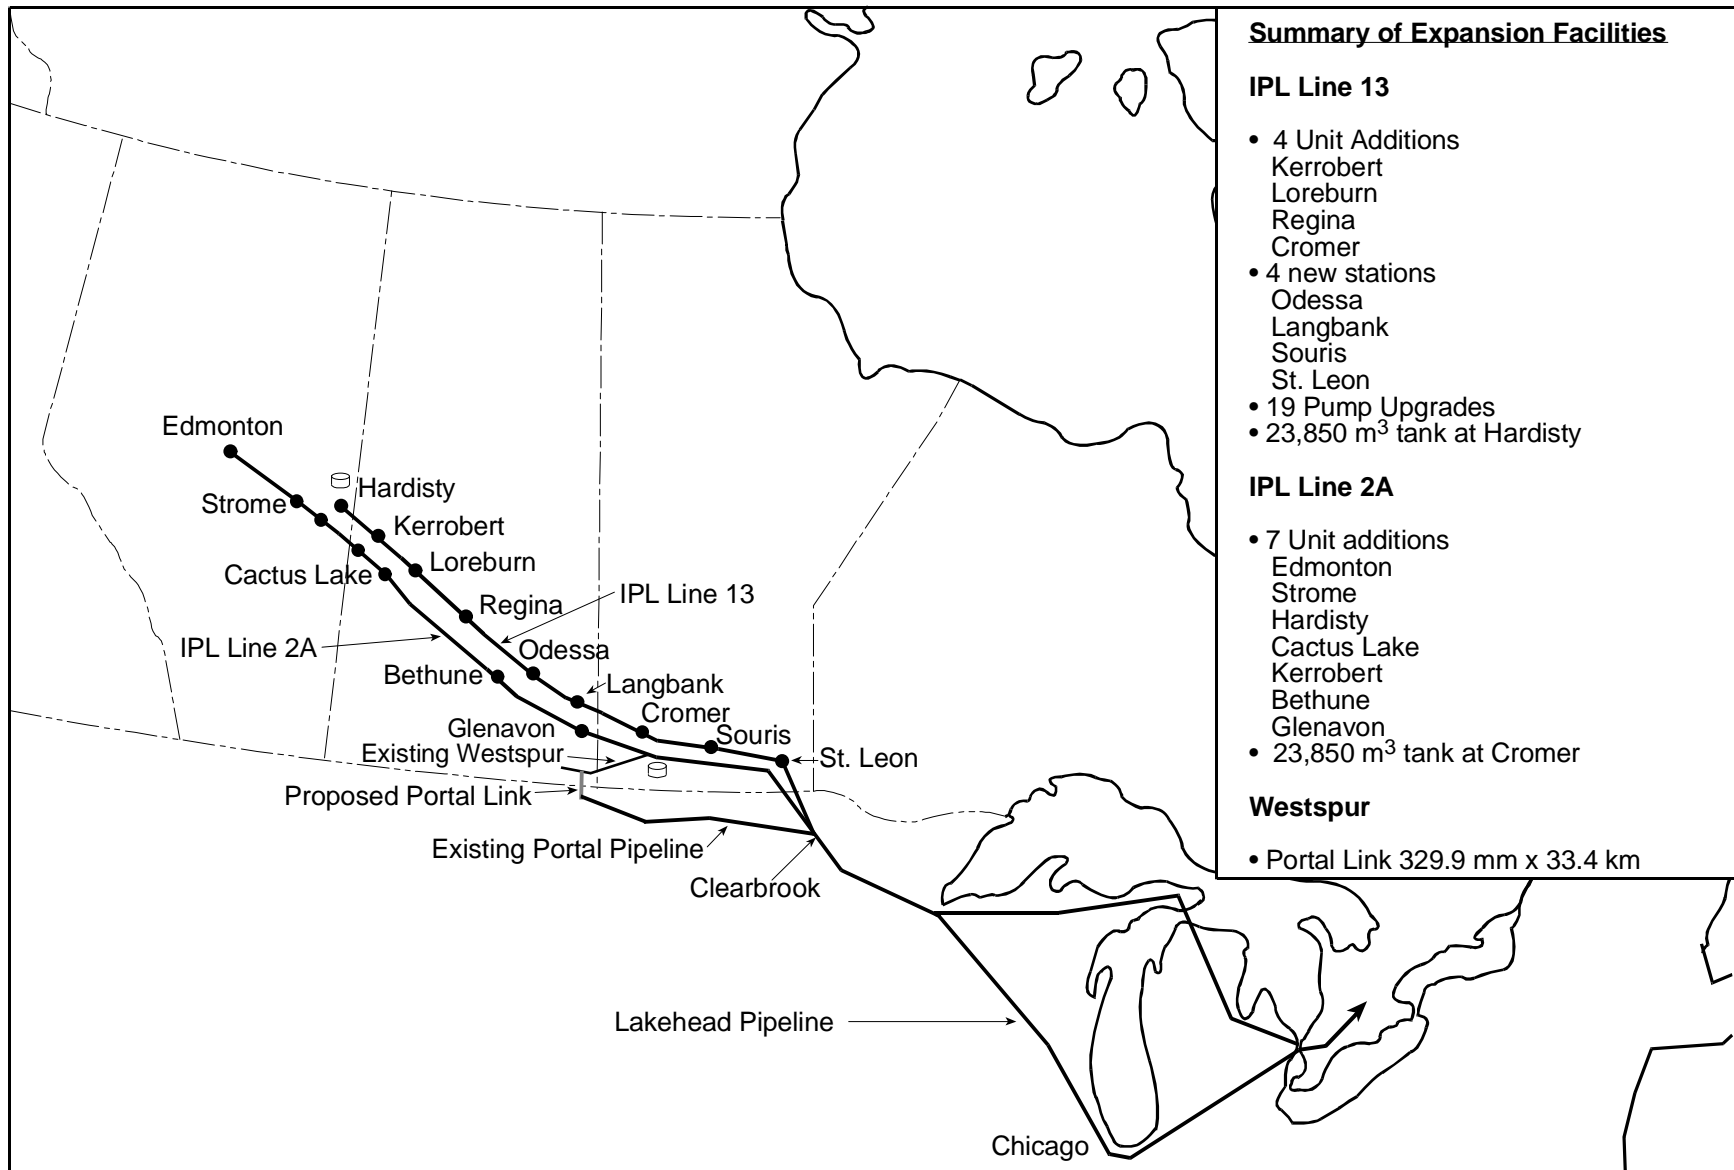 Summary of Expansion Facilities
IPL Line 13
• 4 Unit Additions
Kerrobert
Loreburn
Regina
Cromer
• 4 new stations
Odessa
Langbank
Souris
St. Leon
• 19 Pump Upgrades
• 23,850 m³ tank at Hardisty
IPL Line 2A
• 7 Unit additions
Edmonton
Strome
Hardisty
Cactus Lake
Kerrobert
Bethune
Glenavon
• 23,850 m³ tank at Cromer
Westspur
• Portal Link 329.9 mm x 33.4 km
Edmonton
Hardisty
Strome
Kerrobert
Loreburn
Cactus Lake
IPL Line 13
Regina
IPL Line 2A
Odessa
Bethune
Langbank
Cromer
Glenavon
Souris
Existing Westspur
St. Leon
Proposed Portal Link
Existing Portal Pipeline
Clearbrook
Lakehead Pipeline
Chicago